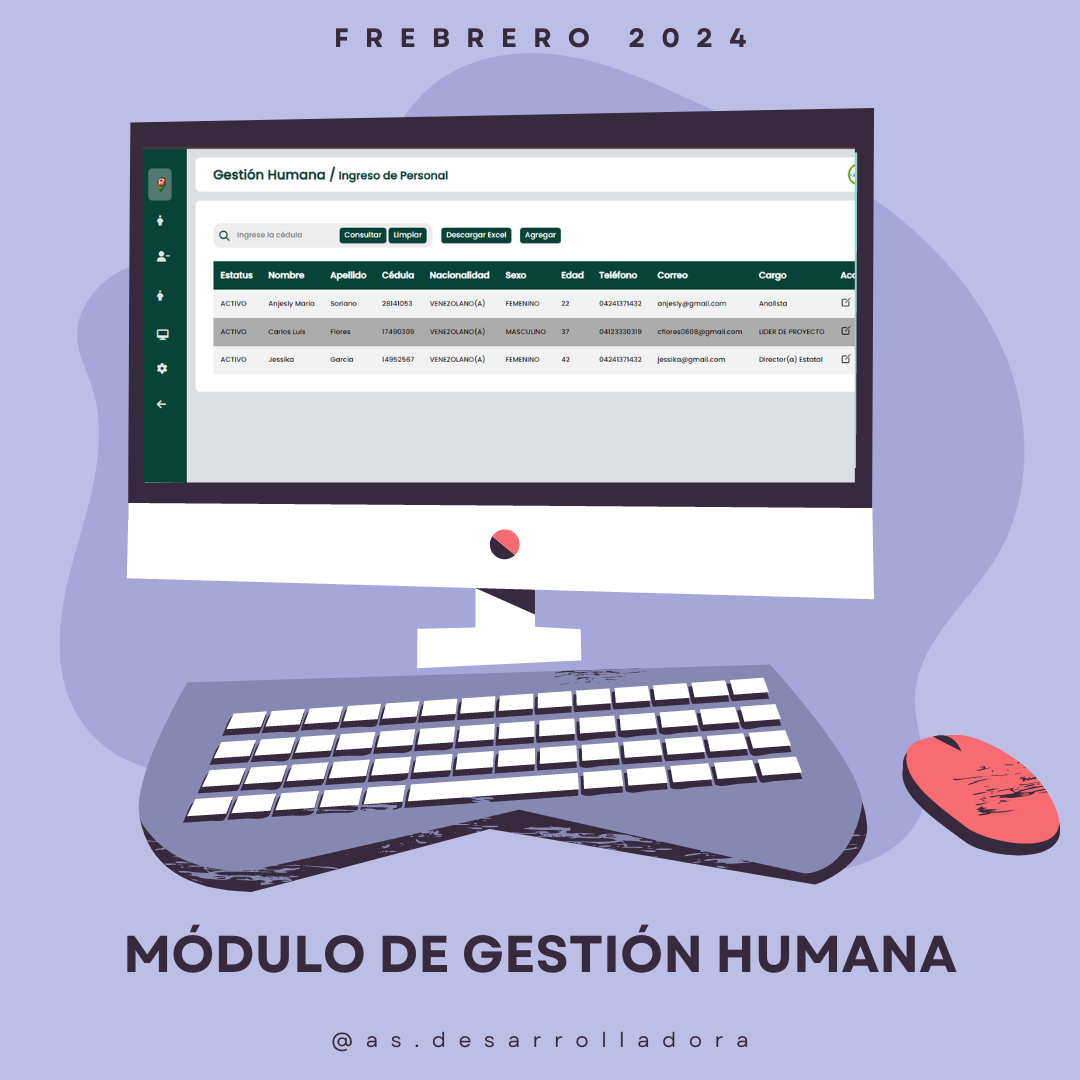 FREBRERO 2024
Gestión Humana / Ingreso de Personal
Ingrese la cédula Consultar Limpiar Descargar Excel Agregar
Estatus Nombre Apellido Cédula Nacionalidad Sexo Edad Teléfono Correo Cargo
ACTIVO Anjesly Maria Soriano 28141053 VENEZOLANO(A) FEMENINO 22 04241371432 anjesly@gmail.com Analista
ACTIVO Carlos Luis Flores 17490309 VENEZOLANO(A) MASCULINO 37 04123330319 cflores0608@gmail.com LIDER DE PROYECTO
ACTIVO Jessika Garcia 14952567 VENEZOLANO(A) FEMENINO 42 04241371432 jessika@gmail.com Director(a) Estatal
MÓDULO DE GESTIÓN HUMANA
@as.desarrolladora